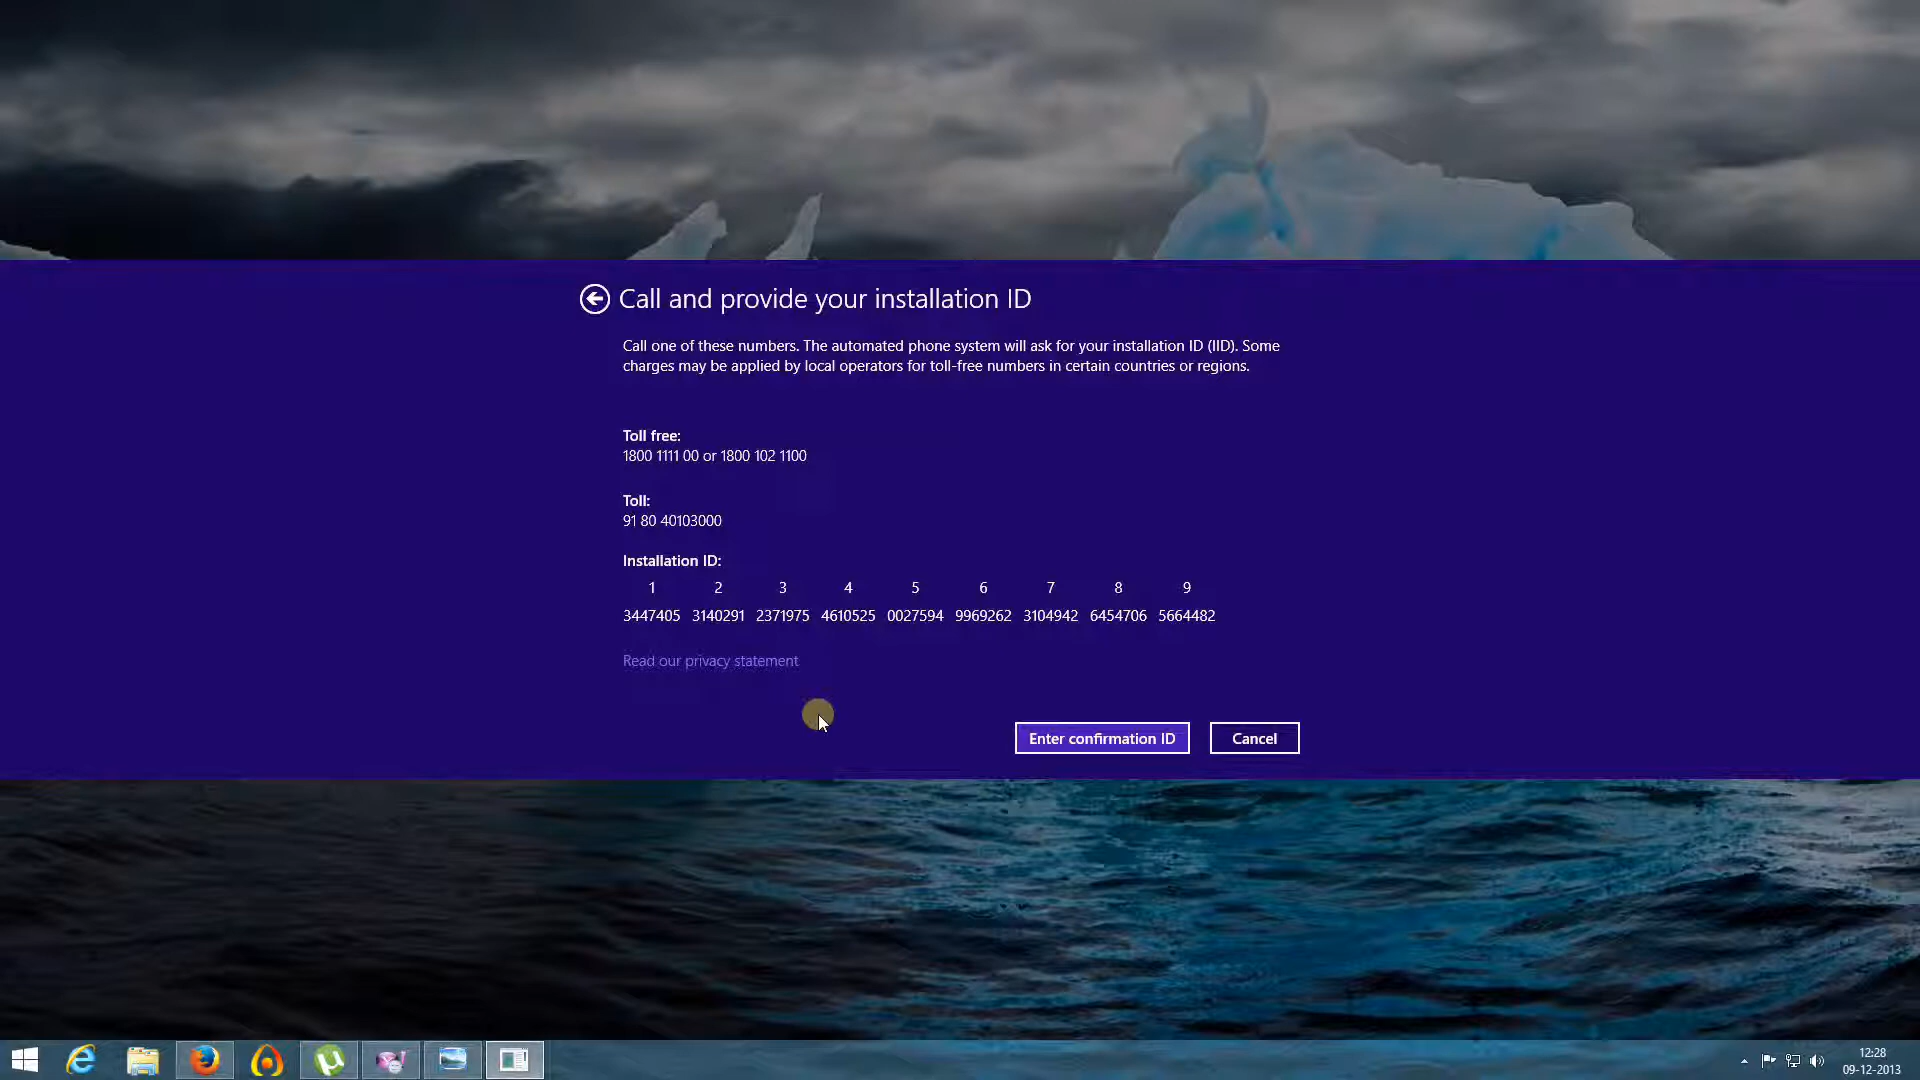 Call and provide your installation ID
Call one of these numbers. The automated phone system will ask for your installation ID (IID). Some
charges may be applied by local operators for toll-free numbers in certain countries or regions.
Toll free:
1800 1111 00 or 1800 102 1100
Toll:
91 80 40103000
Installation ID:
1 2 3 4 5 6 7 8 9
3447405 3140291 2371975 4610525 0027594 9969262 3104942 6454706 5664482
Read our privacy statement
Enter confirmation ID Cancel
12:28
09-12-2013